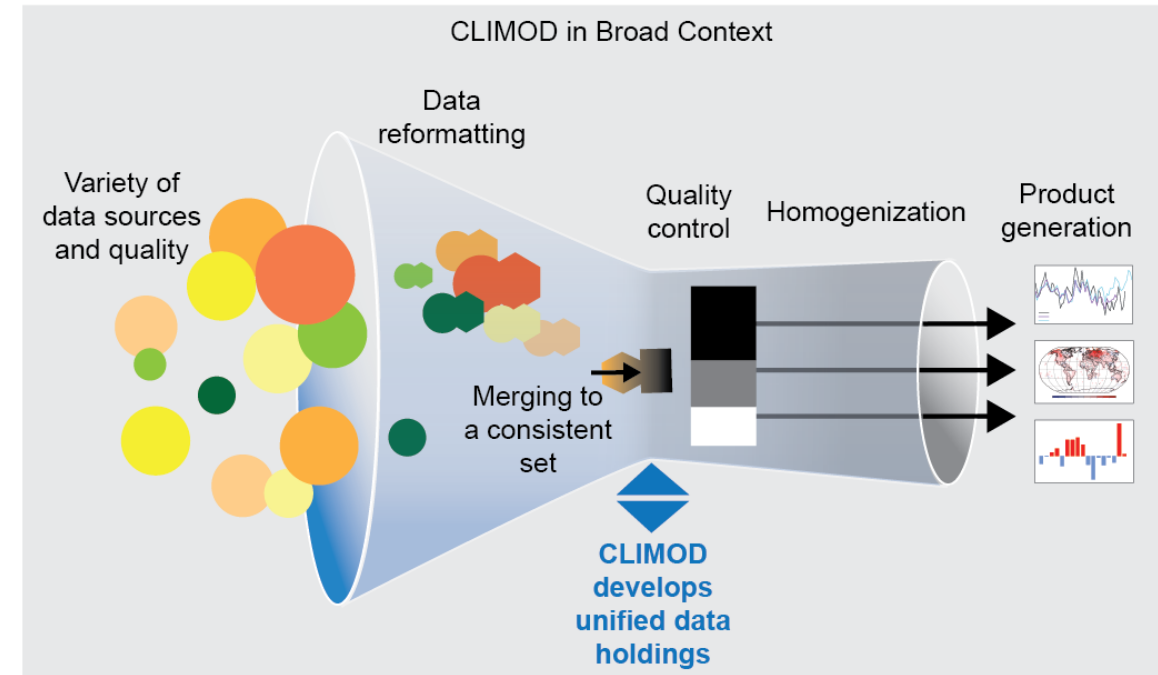 CLIMOD in Broad Context
Data
reformatting
Variety of
data sources
and quality
Quality
control
Homogenization
Product
generation
Merging to
a consistent
set
CLIMOD
develops
unified data
holdings